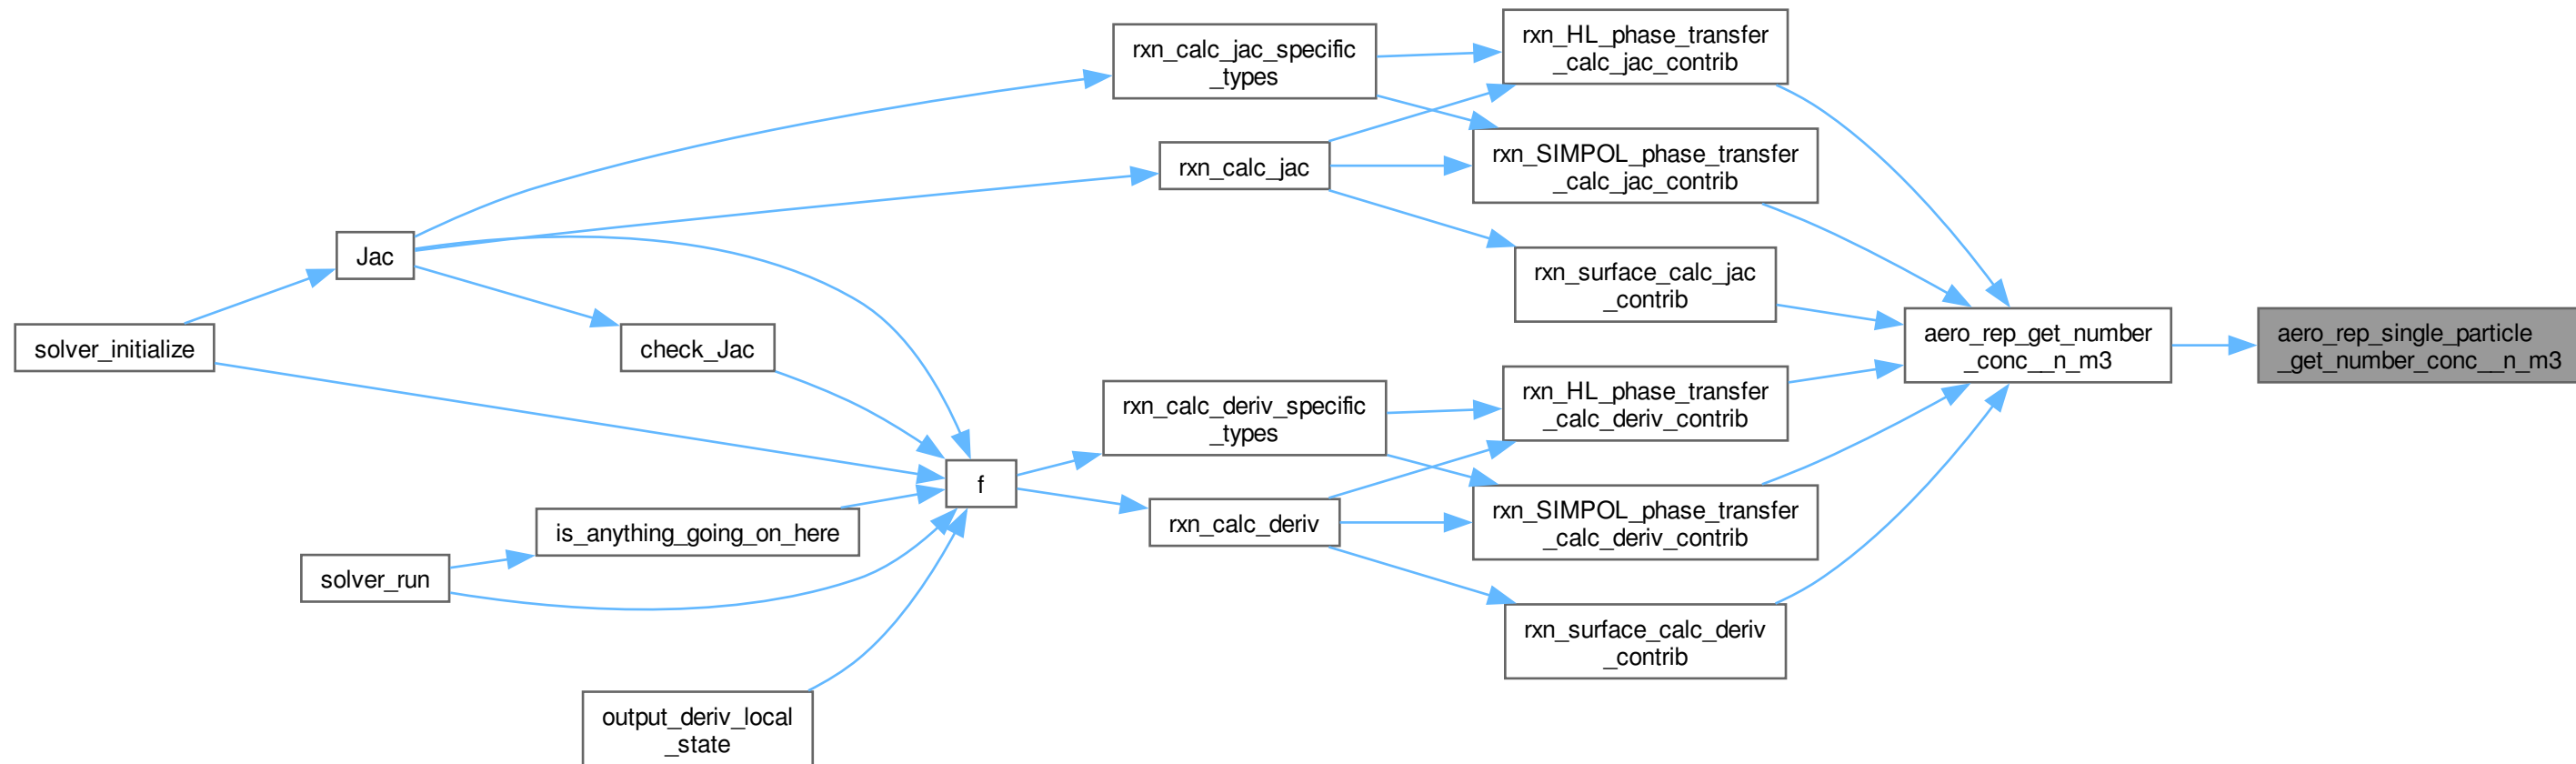 rxn_HL_phase_transfer
_calc_jac_contrib
rxn_calc_jac_specific
_types
rxn_SIMPOL_phase_transfer
_calc_jac_contrib
rxn_calc_jac
Jac
rxn_surface_calc_jac
_contrib
solver_initialize
check_Jac
aero_rep_get_number
_conc__n_m3
aero_rep_single_particle
_get_number_conc__n_m3
rxn_HL_phase_transfer
_calc_deriv_contrib
rxn_calc_deriv_specific
_types
f
rxn_SIMPOL_phase_transfer
_calc_deriv_contrib
rxn_calc_deriv
is_anything_going_on_here
solver_run
rxn_surface_calc_deriv
_contrib
output_deriv_local
_state